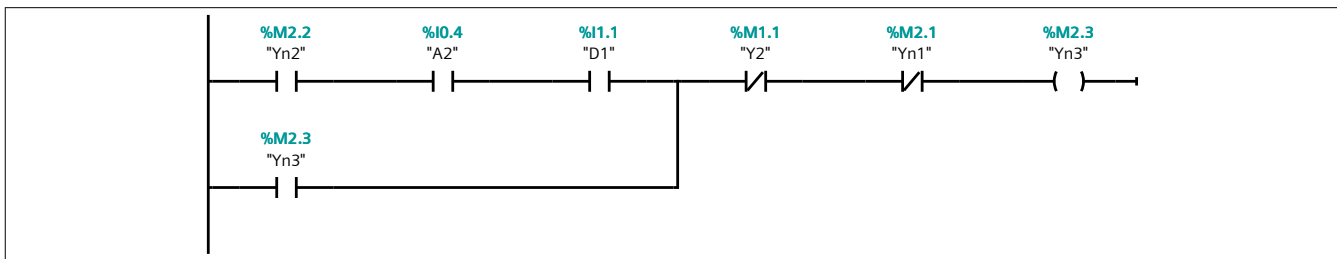 %M2.2 %I0.4 %I1.1 %M1.1 %M2.1 %M2.3
"Yn2" "A2" "D1" "Y2" "Yn1" "Yn3"
%M2.3
"Yn3"